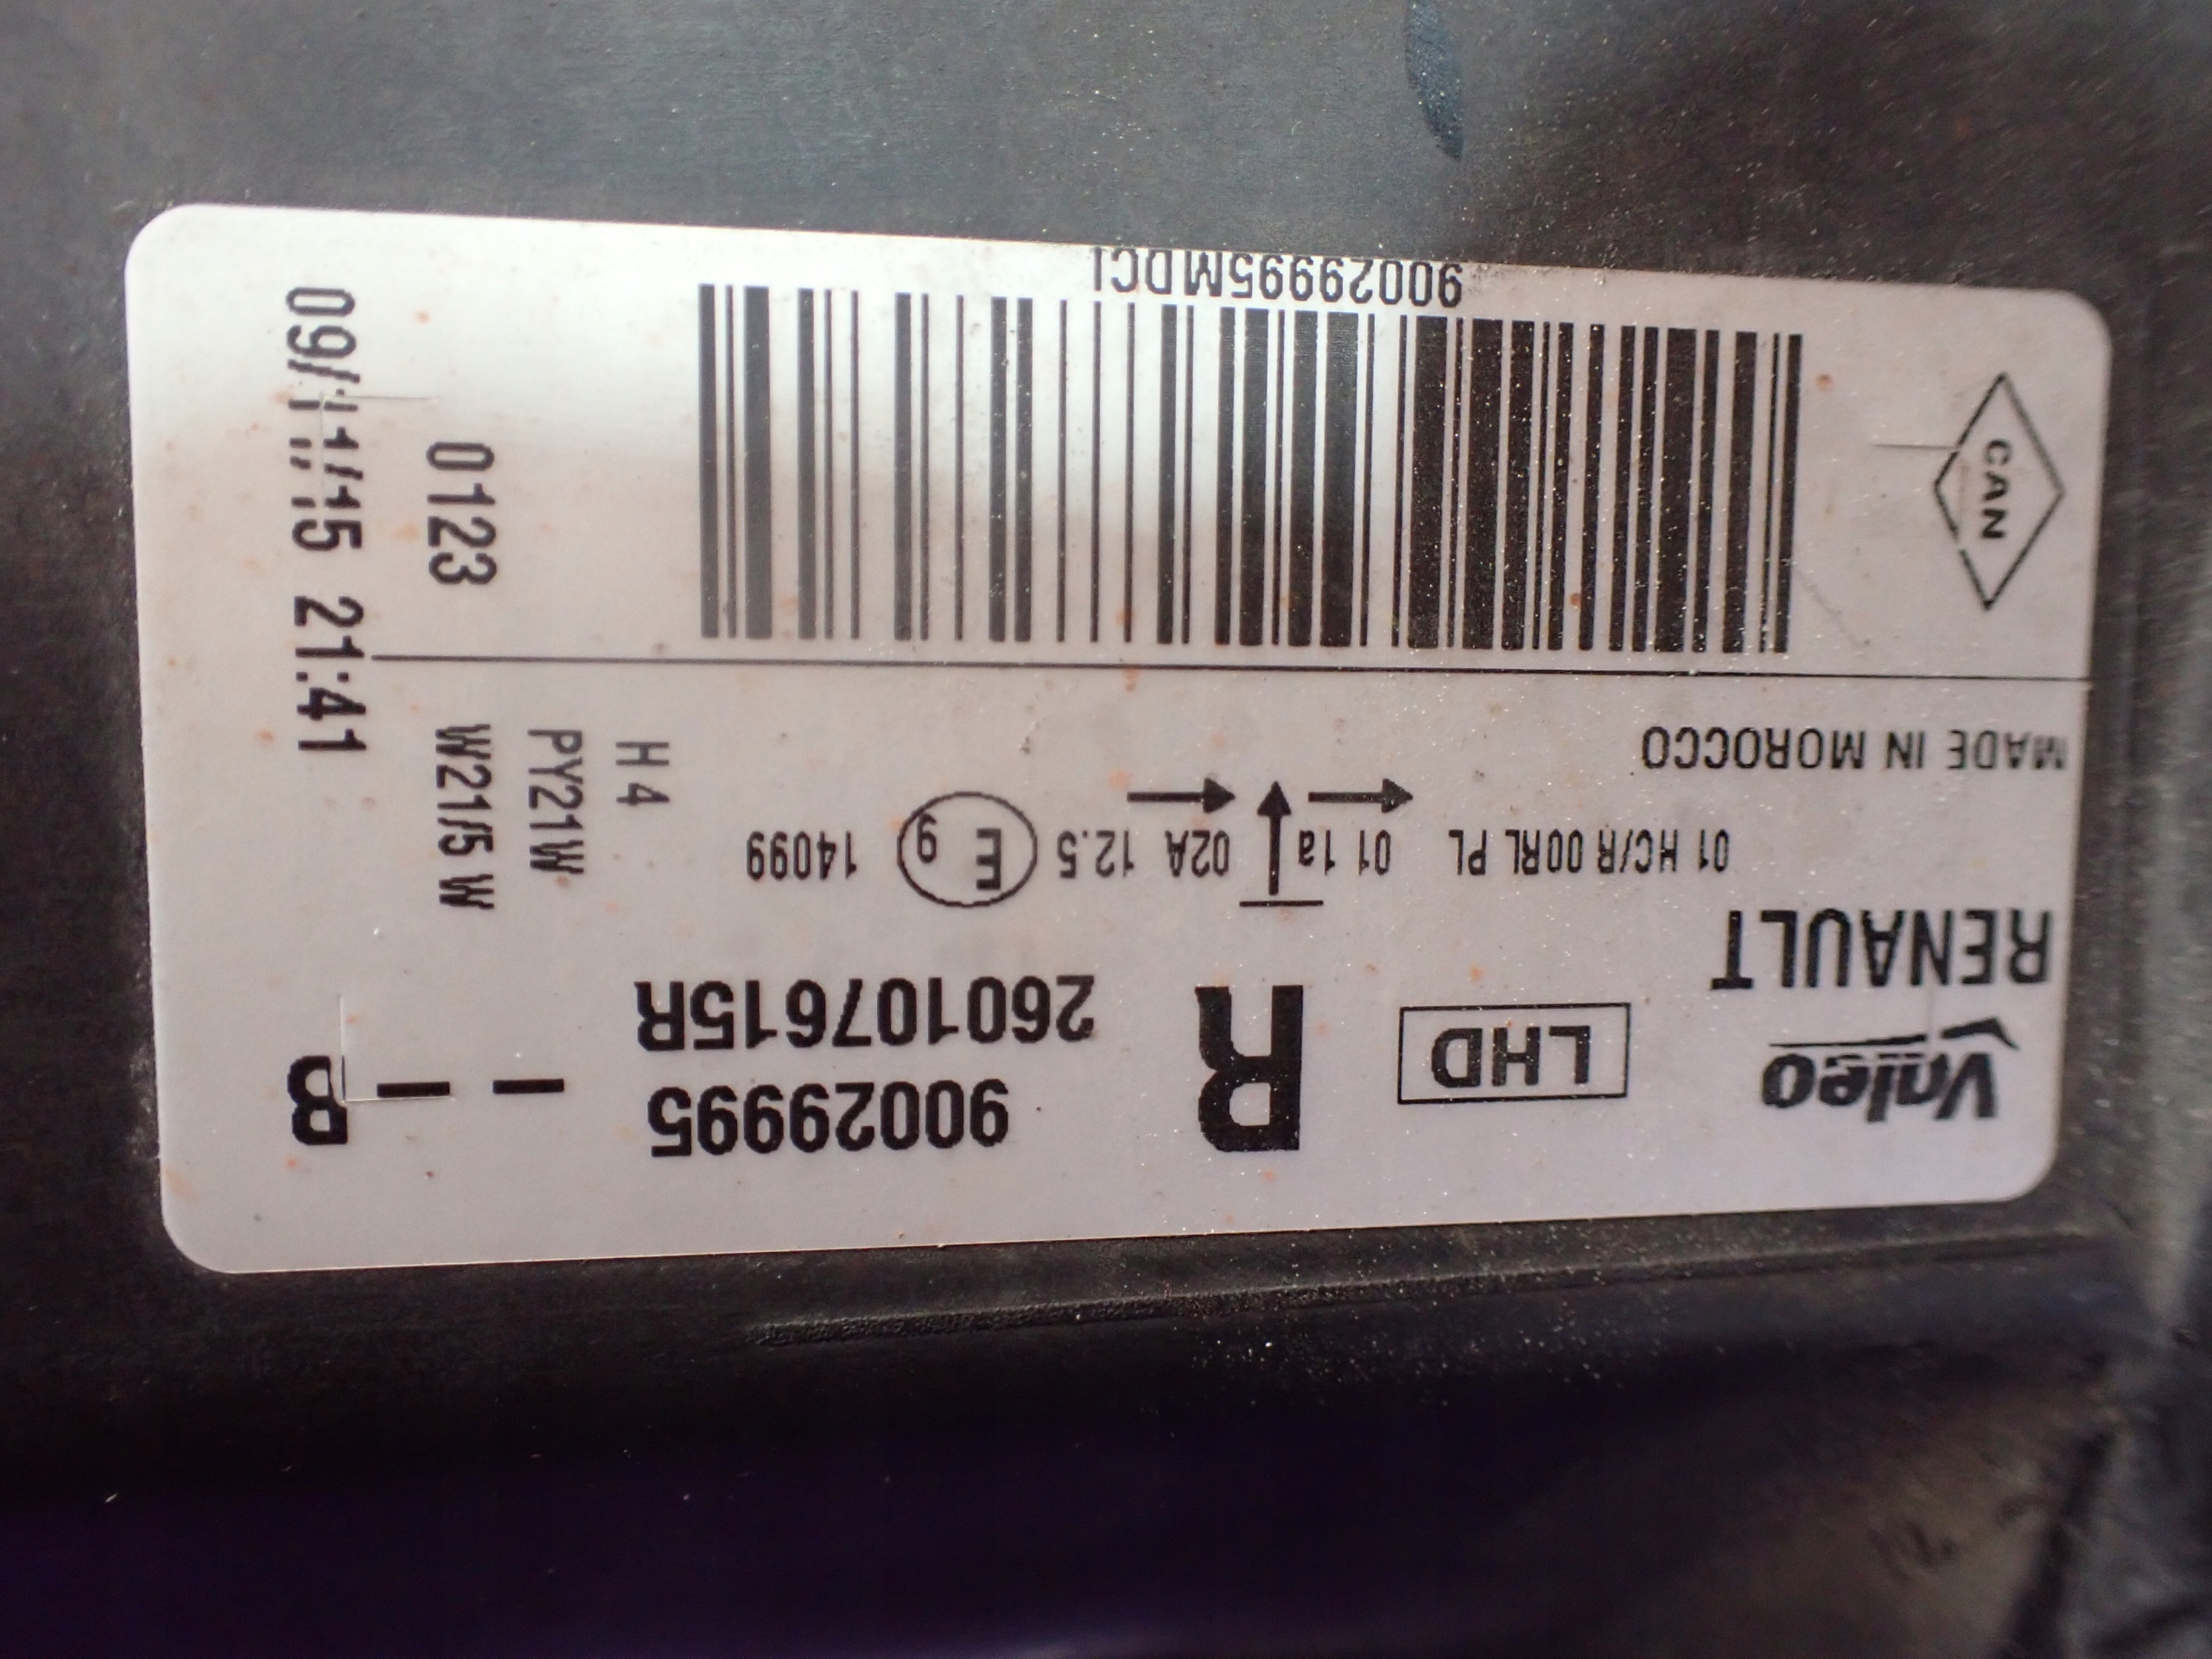 Valeo
LHD
R
90029995
260107615R
B
RENAULT
01 HC/R 00RL PL
01 1a
02A 12.5
E 9
14099
H4
PY21W
W21/5 W
MADE IN MOROCCO
CAN
90029995MDCI
0123
09/11/15 21:41